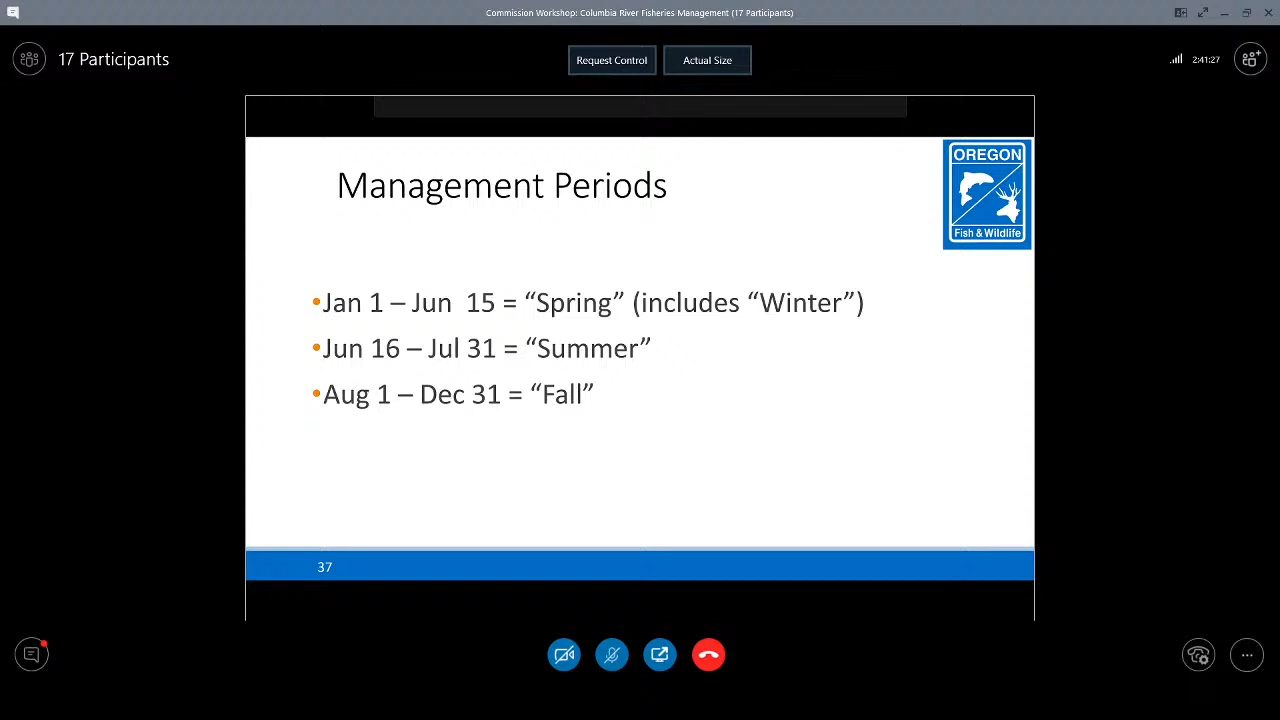 Commission Workshop: Columbia River Fisheries Management (17 Participants)
17 Participants
Request Control
Actual Size
2:41:27
Management Periods
OREGON
Fish & Wildlife
•Jan 1 – Jun  15 = “Spring” (includes “Winter”)
•Jun 16 – Jul 31 = “Summer”
•Aug 1 – Dec 31 = “Fall”
37